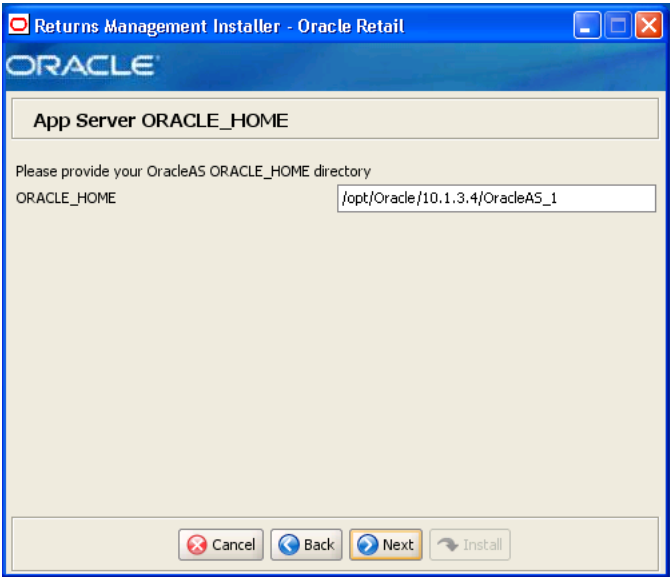 Returns Management Installer - Oracle Retail
ORACLE
App Server ORACLE_HOME
Please provide your OracleAS ORACLE_HOME directory
ORACLE_HOME /opt/Oracle/10.1.3.4/OracleAS_1
Cancel Back Next Install